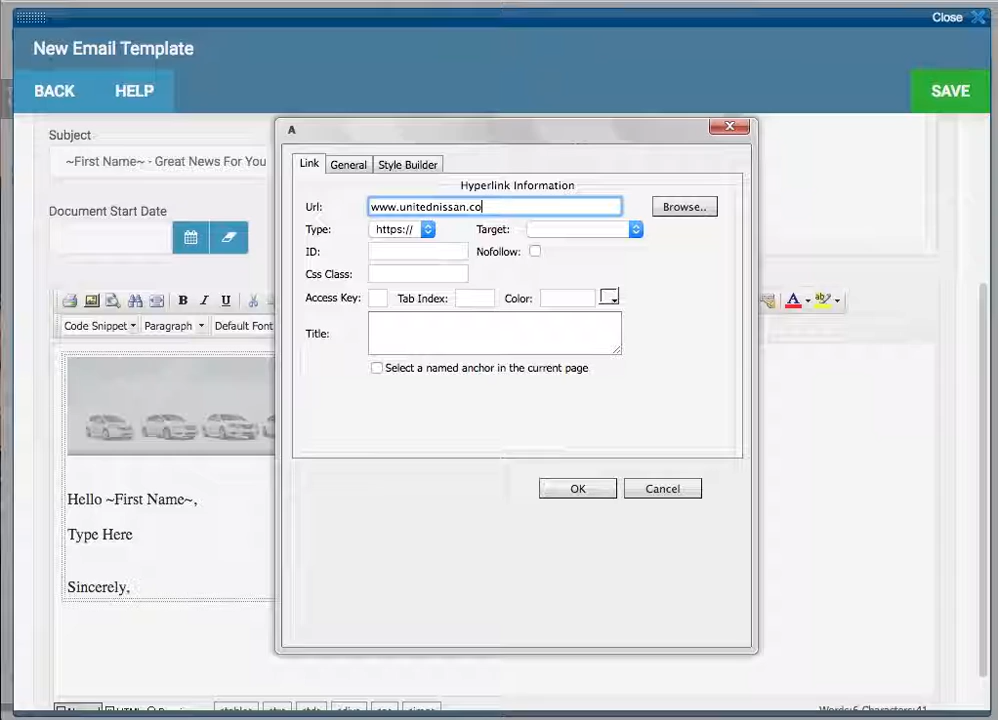 Close
New Email Template
BACK HELP SAVE
Subject
~First Name~ - Great News For You
Document Start Date
A
Link General Style Builder
Hyperlink Information
Url: www.unitednissan.co Browse..
Type: https:// Target:
ID: Nofollow:
Css Class:
Access Key: Tab Index: Color:
Title:
Select a named anchor in the current page
OK Cancel
B I U A ab
Code Snippet Paragraph Default Font
Hello ~First Name~,
Type Here
Sincerely,